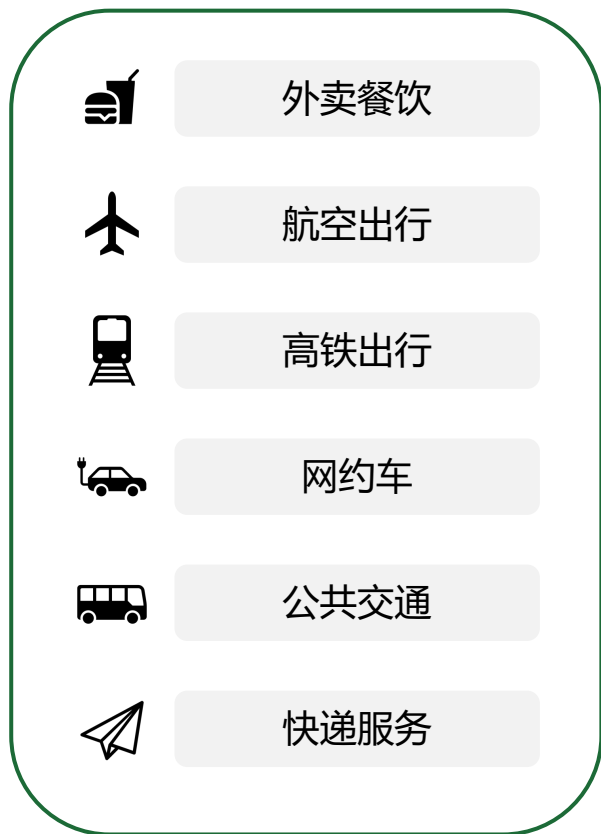 外卖餐饮
航空出行
高铁出行
网约车
公共交通
快递服务